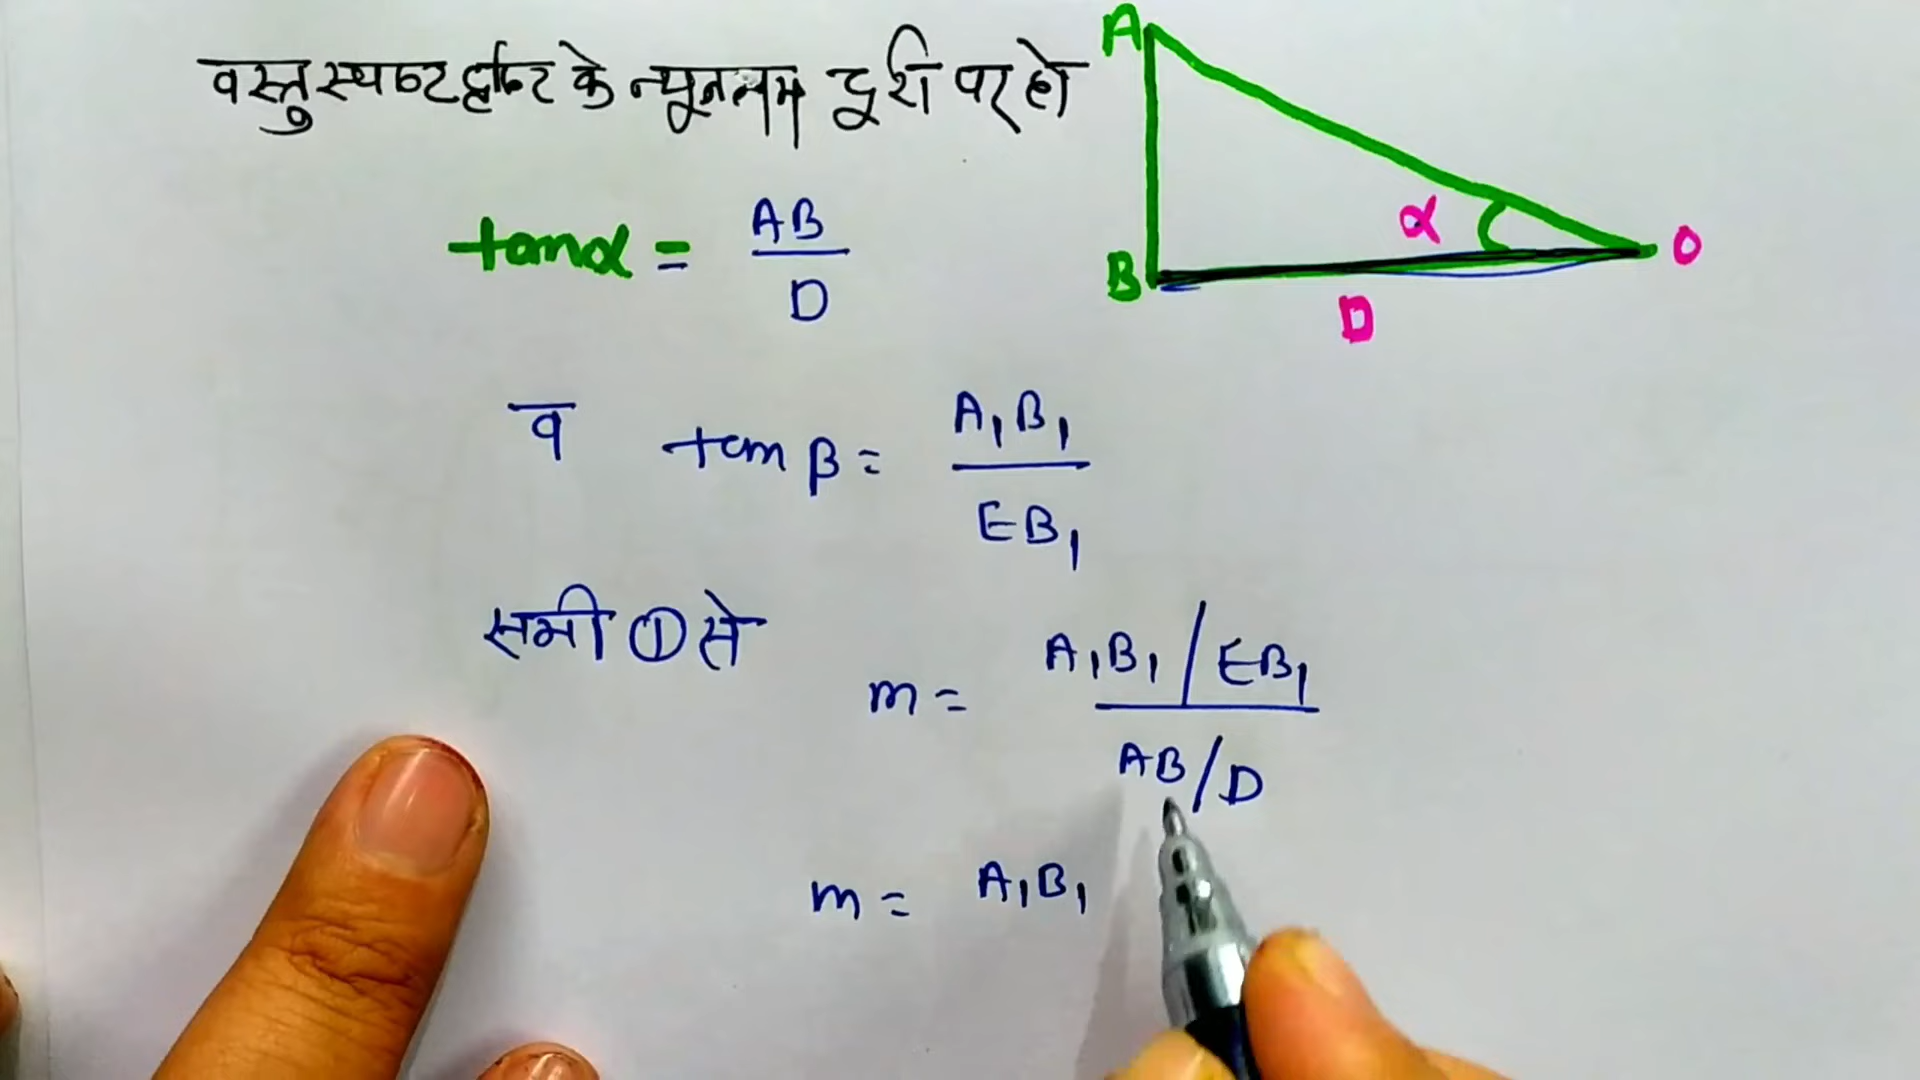 वस्तु स्पष्ट दृष्टि के न्यूनतम दूरी पर हो
A
tanα = AB / D
α
O
B
D
व tan β = A₁B₁ / EB₁
समी ① से
m = A₁B₁ / EB₁
AB / D
m = A₁B₁